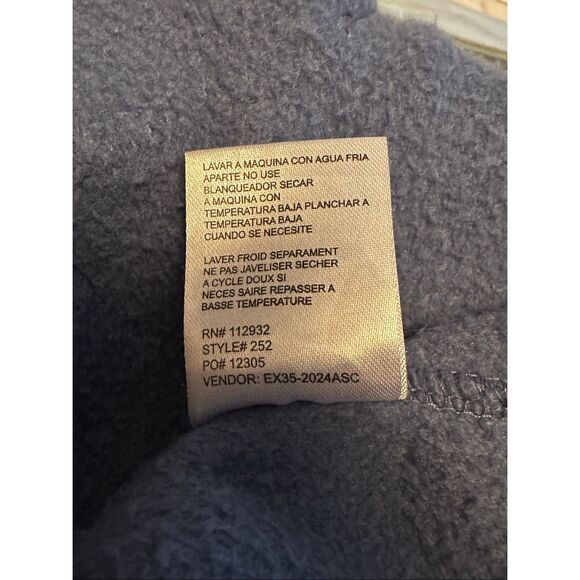 LAVAR A MAQUINA CON AGUA FRIA
APARTE NO USE
BLANQUEADOR SECAR
A MAQUINA CON
TEMPERATURA BAJA PLANCHAR A
TEMPERATURA BAJA
CUANDO SE NECESITE
LAVER FROID SEPARAMENT
NE PAS JAVELISER SECHER
A CYCLE DOUX SI
NECES SAIRE REPASSER A
BASSE TEMPERATURE
RN# 112932
STYLE# 252
PO# 12305
VENDOR: EX35-2024ASC